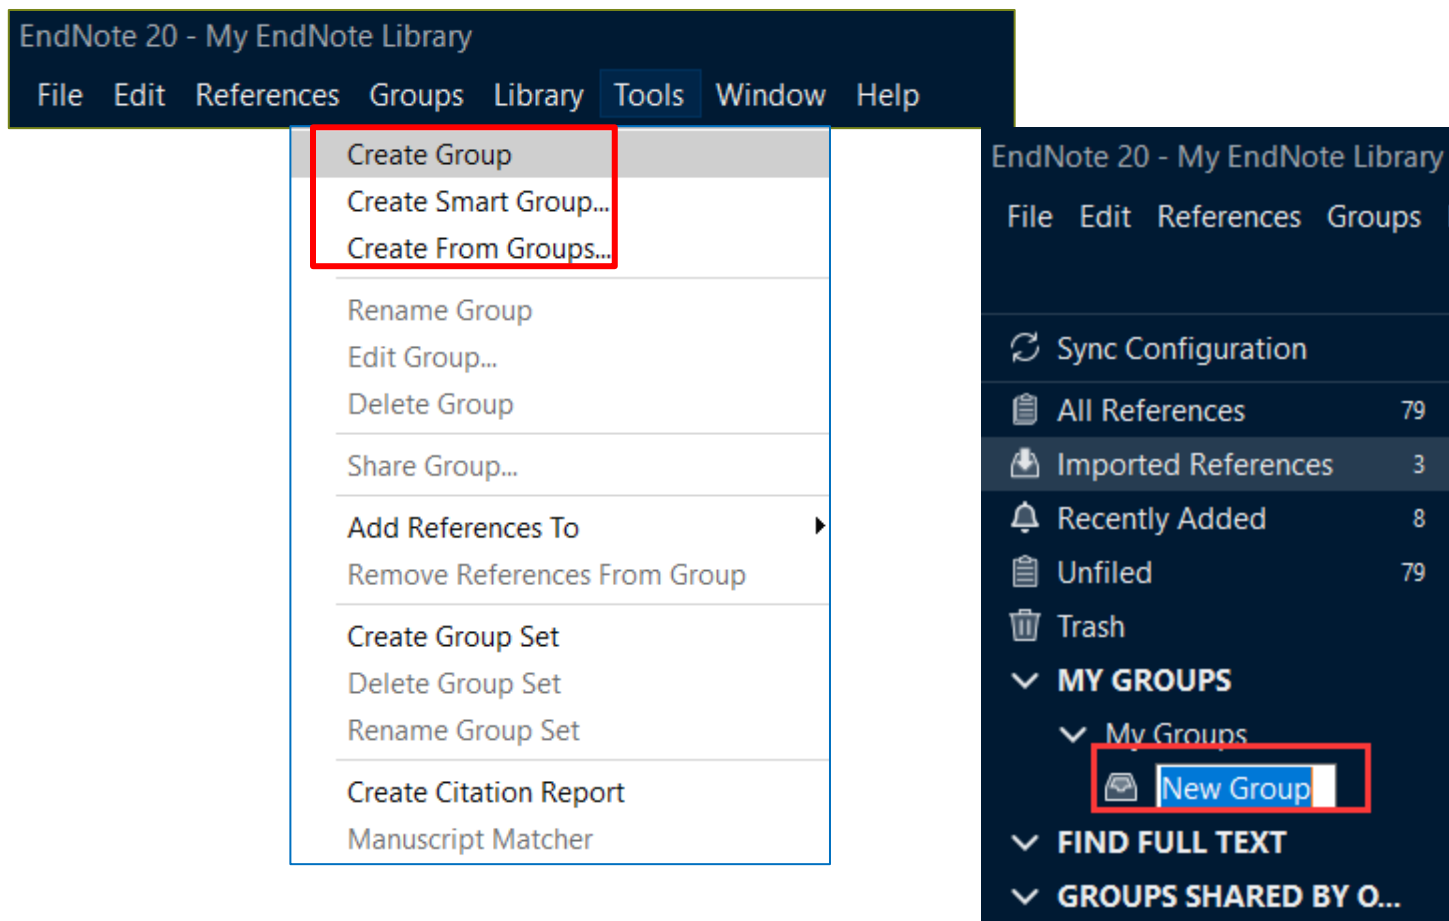 EndNote 20 - My EndNote Library
File Edit References Groups Library Tools Window Help
Create Group
Create Smart Group...
Create From Groups...
Rename Group
Edit Group...
Delete Group
Share Group...
Add References To
Remove References From Group
Create Group Set
Delete Group Set
Rename Group Set
Create Citation Report
Manuscript Matcher
EndNote 20 - My EndNote Library
File Edit References Groups
Sync Configuration
All References 79
Imported References 3
Recently Added 8
Unfiled 79
Trash
MY GROUPS
My Groups
New Group
FIND FULL TEXT
GROUPS SHARED BY O...